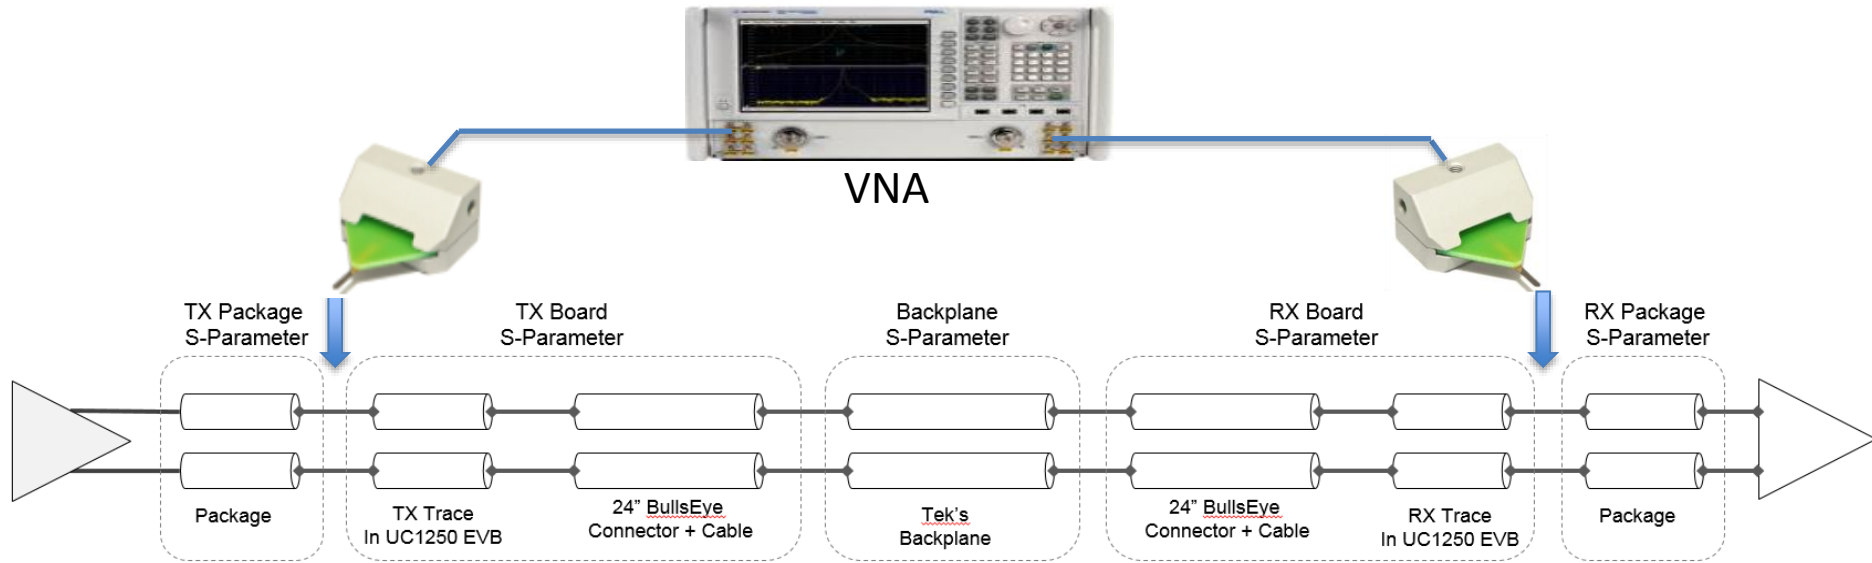 VNA
TX Package
S-Parameter
TX Board
S-Parameter
Backplane
S-Parameter
RX Board
S-Parameter
RX Package
S-Parameter
Package
TX Trace
In UC1250 EVB
24” BullsEye
Connector + Cable
Tek’s
Backplane
24” BullsEye
Connector + Cable
RX Trace
In UC1250 EVB
Package